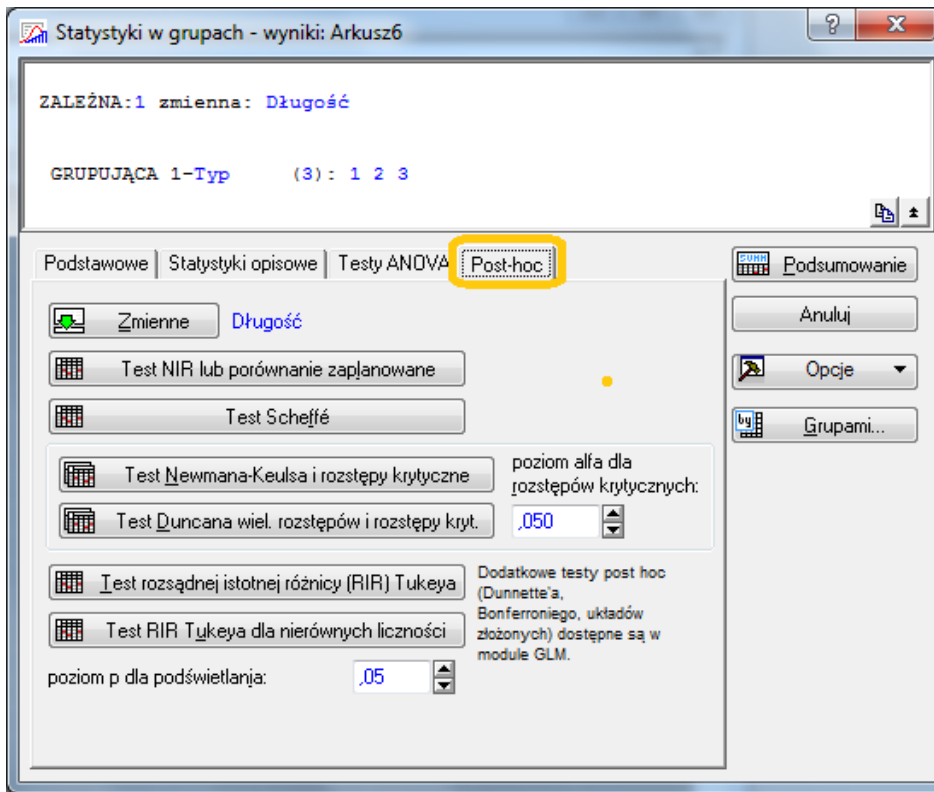 Statystyki w grupach - wyniki: Arkusz6
ZALEŻNA:1 zmienna: Długość
GRUPUJĄCA 1-Typ (3): 1 2 3
Podstawowe
Statystyki opisowe
Testy ANOVA
Post-hoc
Podsumowanie
Zmienne
Długość
Anuluj
Test NIR lub porównanie zaplanowane
Opcje
Test Scheffé
by
Grupami...
Test Newmana-Keulsa i rozstępy krytyczne
poziom alfa dla
rozstępów krytycznych:
Test Duncana wiel. rozstępów i rozstępy kryt.
,050
Test rozsądnej istotnej różnicy (RIR) Tukeya
Test RIR Tukeya dla nierównych liczności
Dodatkowe testy post hoc
(Dunnette'a,
Bonferroniego, układów
złożonych) dostępne są w
module GLM.
poziom p dla podświetlania:
,05